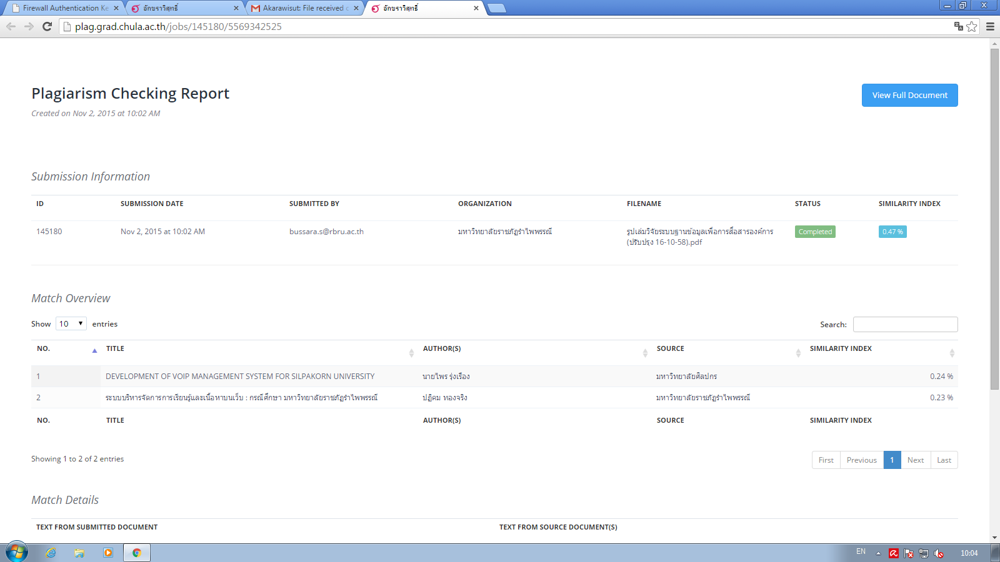 Firewall Authentication Ke
อักขราวิสุทธิ์
Akarawisut: File received
อักขราวิสุทธิ์
plag.grad.chula.ac.th/jobs/145180/5569342525
Plagiarism Checking Report
View Full Document
Created on Nov 2, 2015 at 10:02 AM
Submission Information
ID SUBMISSION DATE SUBMITTED BY ORGANIZATION FILENAME STATUS SIMILARITY INDEX
145180 Nov 2, 2015 at 10:02 AM bussara.s@rbru.ac.th มหาวิทยาลัยราชภัฏรำไพพรรณี รูปเล่มวิจัยระบบฐานข้อมูลเพื่อการสื่อสารองค์การ Completed 0.47 %
(ปรับปรุง 16-10-58).pdf
Match Overview
Show 10 entries
Search:
NO. TITLE AUTHOR(S) SOURCE SIMILARITY INDEX
1 DEVELOPMENT OF VOIP MANAGEMENT SYSTEM FOR SILPAKORN UNIVERSITY นายไพร รุ่งเรือง มหาวิทยาลัยศิลปากร 0.24 %
2 ระบบบริหารจัดการการเรียนรู้และเนื้อหาบนเว็บ : กรณีศึกษา มหาวิทยาลัยราชภัฏรำไพพรรณี ปฏิคม ทองจริง มหาวิทยาลัยราชภัฏรำไพพรรณี 0.23 %
NO. TITLE AUTHOR(S) SOURCE SIMILARITY INDEX
Showing 1 to 2 of 2 entries
First Previous 1 Next Last
Match Details
TEXT FROM SUBMITTED DOCUMENT TEXT FROM SOURCE DOCUMENT(S)
EN 10:04